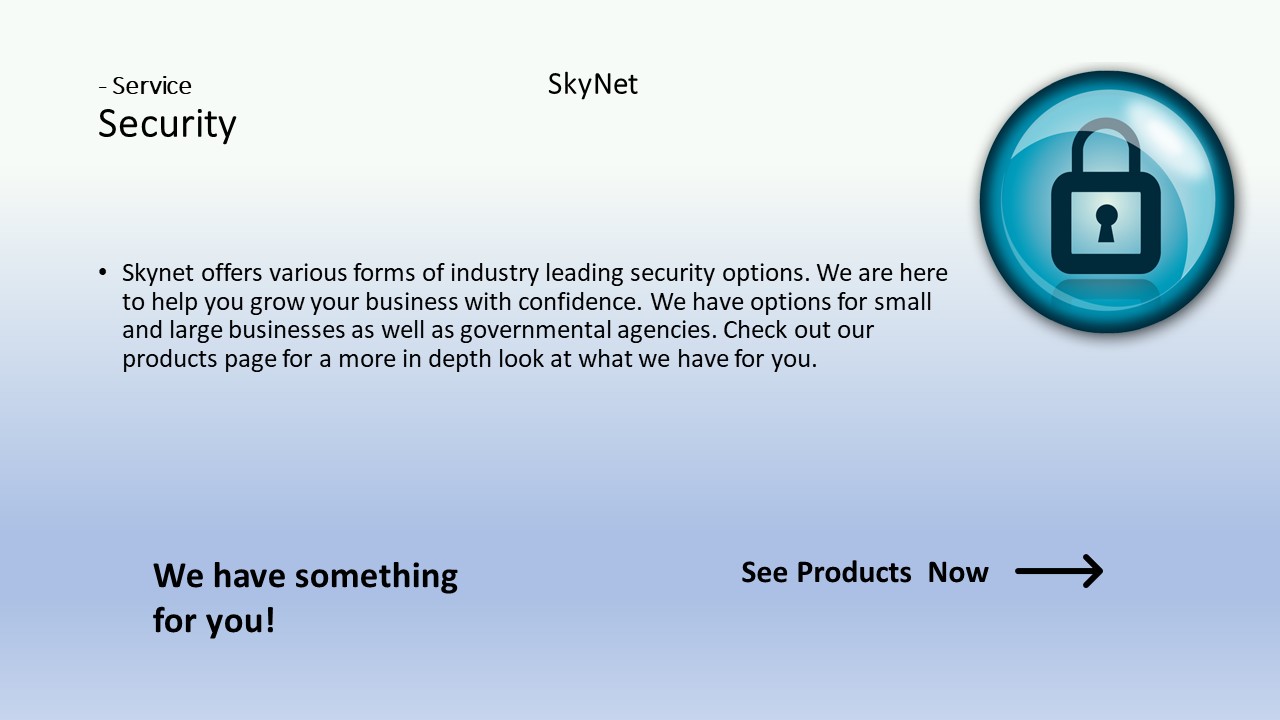 - Service
Security
SkyNet
• Skynet offers various forms of industry leading security options. We are here
to help you grow your business with confidence. We have options for small
and large businesses as well as governmental agencies. Check out our
products page for a more in depth look at what we have for you.
We have something
for you!
See Products  Now